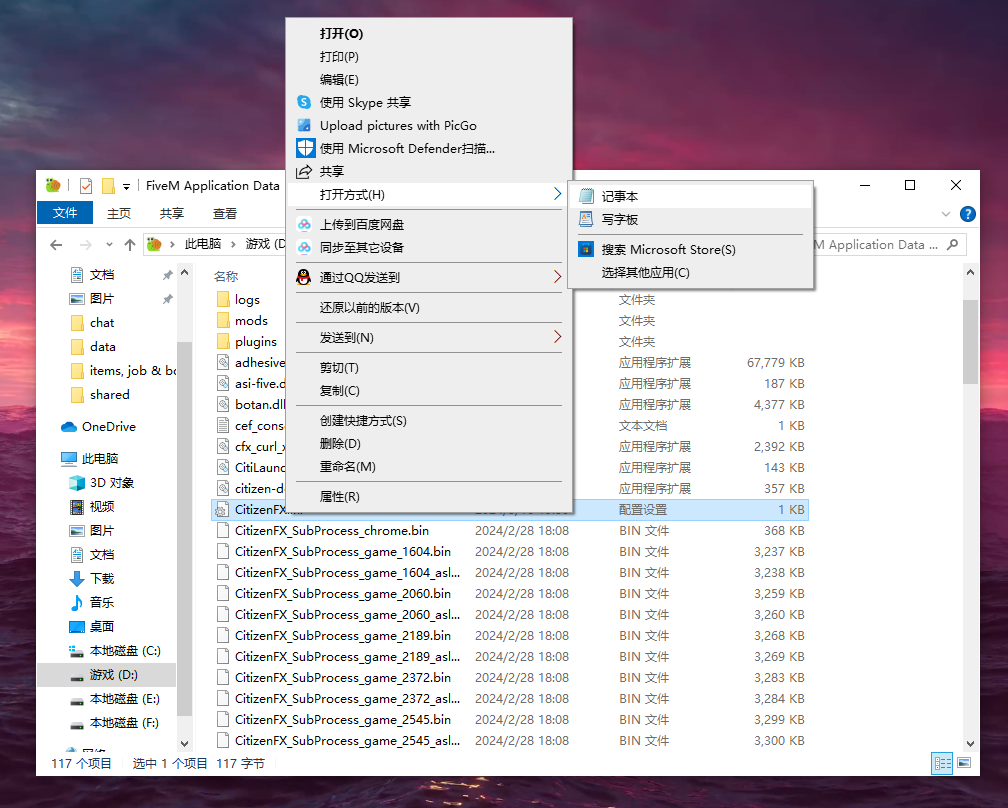 打开(O)
打印(P)
编辑(E)
使用 Skype 共享
Upload pictures with PicGo
使用 Microsoft Defender扫描...
共享
打开方式(H)
上传到百度网盘
同步至其它设备
通过QQ发送到
还原以前的版本(V)
发送到(N)
剪切(T)
复制(C)
创建快捷方式(S)
删除(D)
重命名(M)
属性(R)
记事本
写字板
搜索 Microsoft Store(S)
选择其他应用(C)
FiveM Application Data
文件 主页 共享 查看
此电脑 游戏 (D
M Application Data ...
文档
图片
chat
data
items, job & bo
shared
OneDrive
此电脑
3D 对象
视频
图片
文档
下载
音乐
桌面
本地磁盘 (C:)
游戏 (D:)
本地磁盘 (E:)
本地磁盘 (F:)
网络
名称
logs 文件夹
mods 文件夹
plugins 文件夹
adhesive 应用程序扩展 67,779 KB
asi-five.d 应用程序扩展 187 KB
botan.dll 应用程序扩展 4,377 KB
cef_cons 文本文档 1 KB
cfx_curl_x 应用程序扩展 2,392 KB
CitiLaunc 应用程序扩展 143 KB
citizen-d 应用程序扩展 357 KB
CitizenFX 配置设置 1 KB
CitizenFX_SubProcess_chrome.bin 2024/2/28 18:08 BIN 文件 368 KB
CitizenFX_SubProcess_game_1604.bin 2024/2/28 18:08 BIN 文件 3,237 KB
CitizenFX_SubProcess_game_1604_asl... 2024/2/28 18:08 BIN 文件 3,238 KB
CitizenFX_SubProcess_game_2060.bin 2024/2/28 18:08 BIN 文件 3,259 KB
CitizenFX_SubProcess_game_2060_asl... 2024/2/28 18:08 BIN 文件 3,260 KB
CitizenFX_SubProcess_game_2189.bin 2024/2/28 18:08 BIN 文件 3,268 KB
CitizenFX_SubProcess_game_2189_asl... 2024/2/28 18:08 BIN 文件 3,269 KB
CitizenFX_SubProcess_game_2372.bin 2024/2/28 18:08 BIN 文件 3,283 KB
CitizenFX_SubProcess_game_2372_asl... 2024/2/28 18:08 BIN 文件 3,284 KB
CitizenFX_SubProcess_game_2545.bin 2024/2/28 18:08 BIN 文件 3,299 KB
CitizenFX_SubProcess_game_2545_asl... 2024/2/28 18:08 BIN 文件 3,300 KB
117 个项目 选中 1 个项目 117 字节